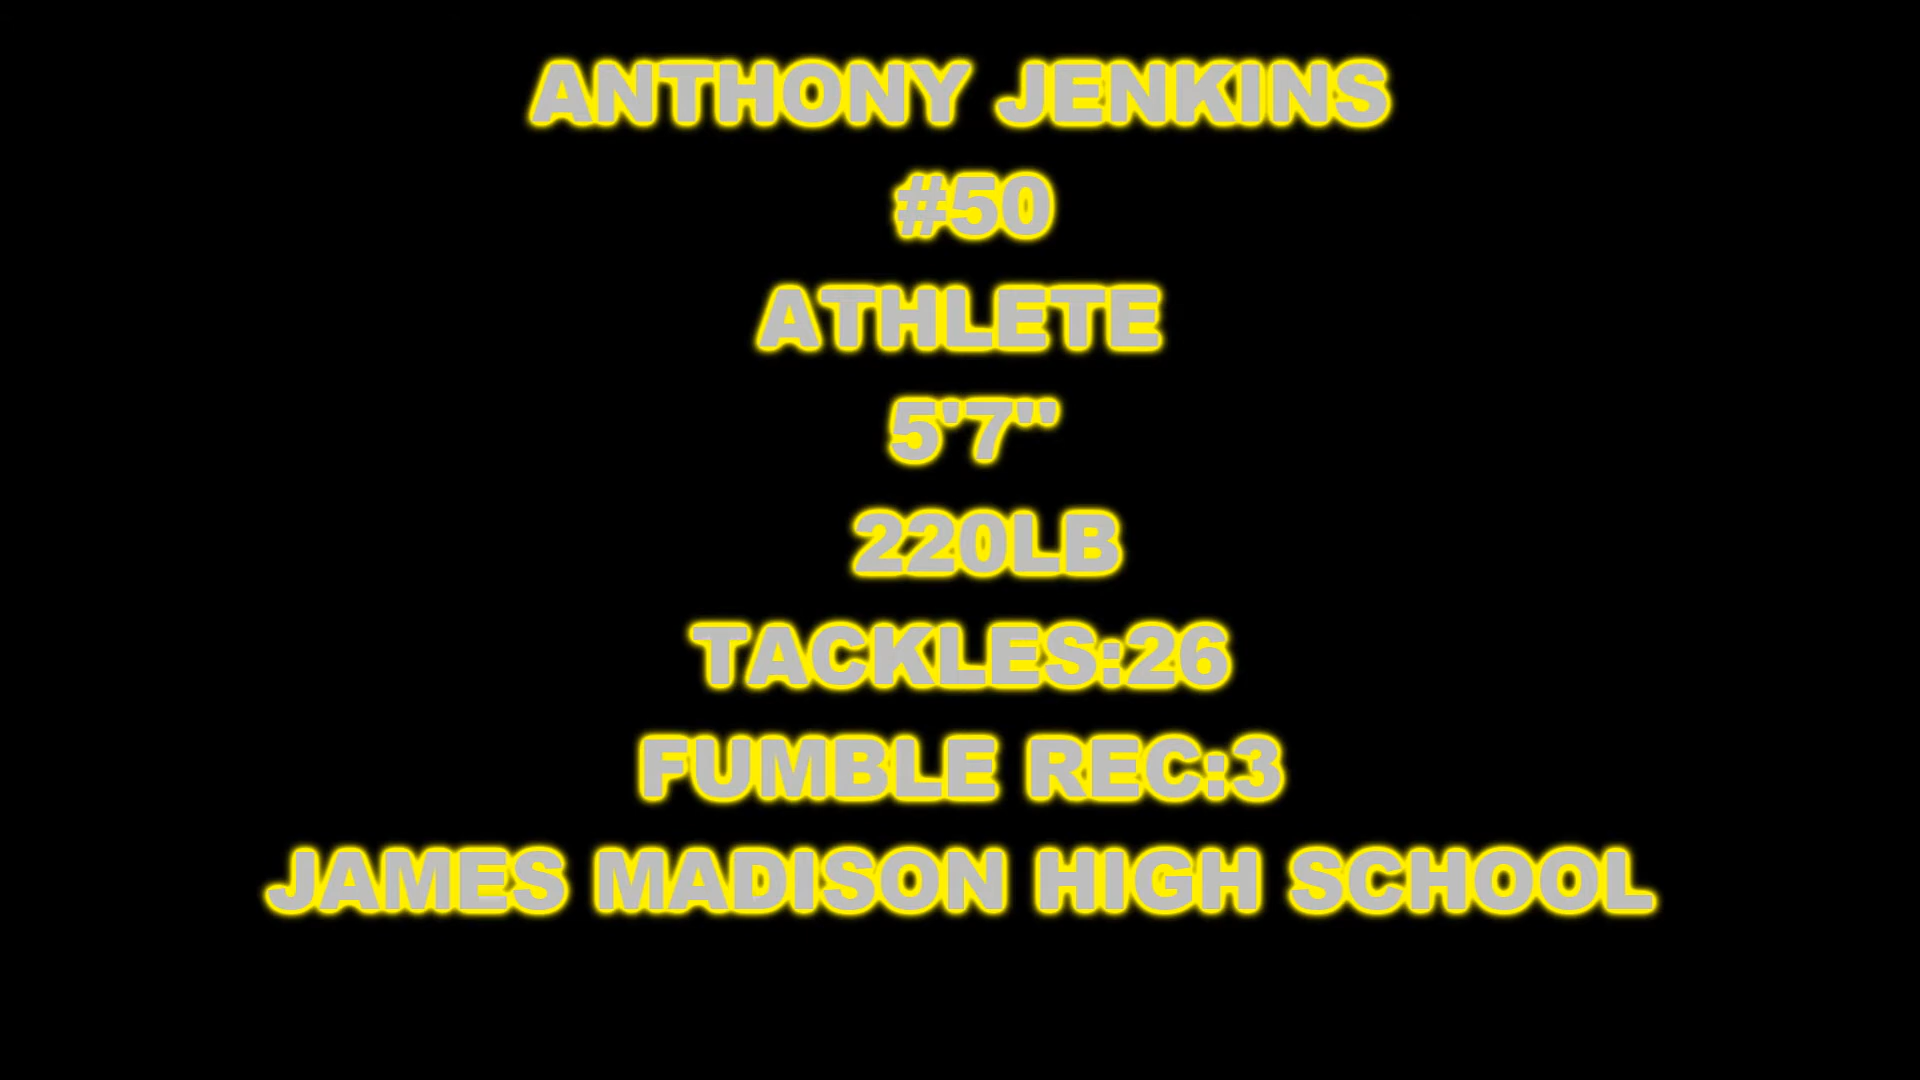 ANTHONY JENKINS
#50
ATHLETE
5'7"
220LB
TACKLES:26
FUMBLE REC:3
JAMES MADISON HIGH SCHOOL